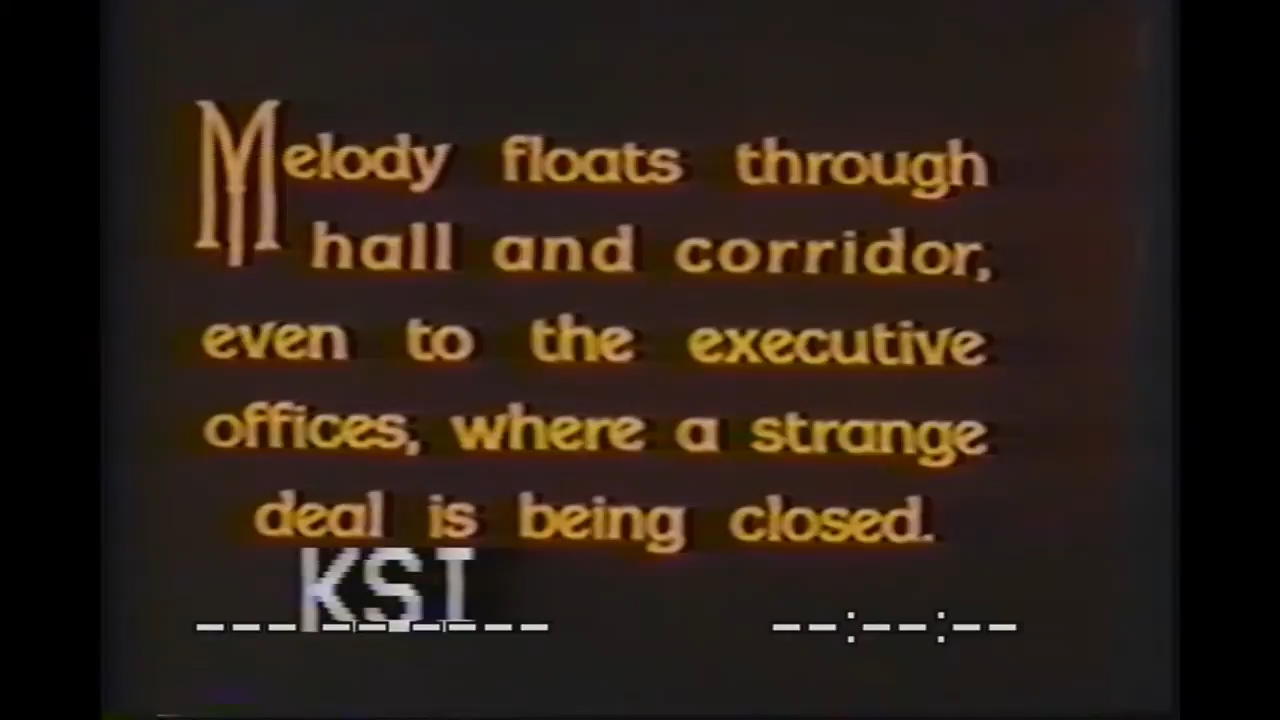 Melody floats through
hall and corridor,
even to the executive
offices, where a strange
deal is being closed.
KSI
--- -- -- --- --:--:--